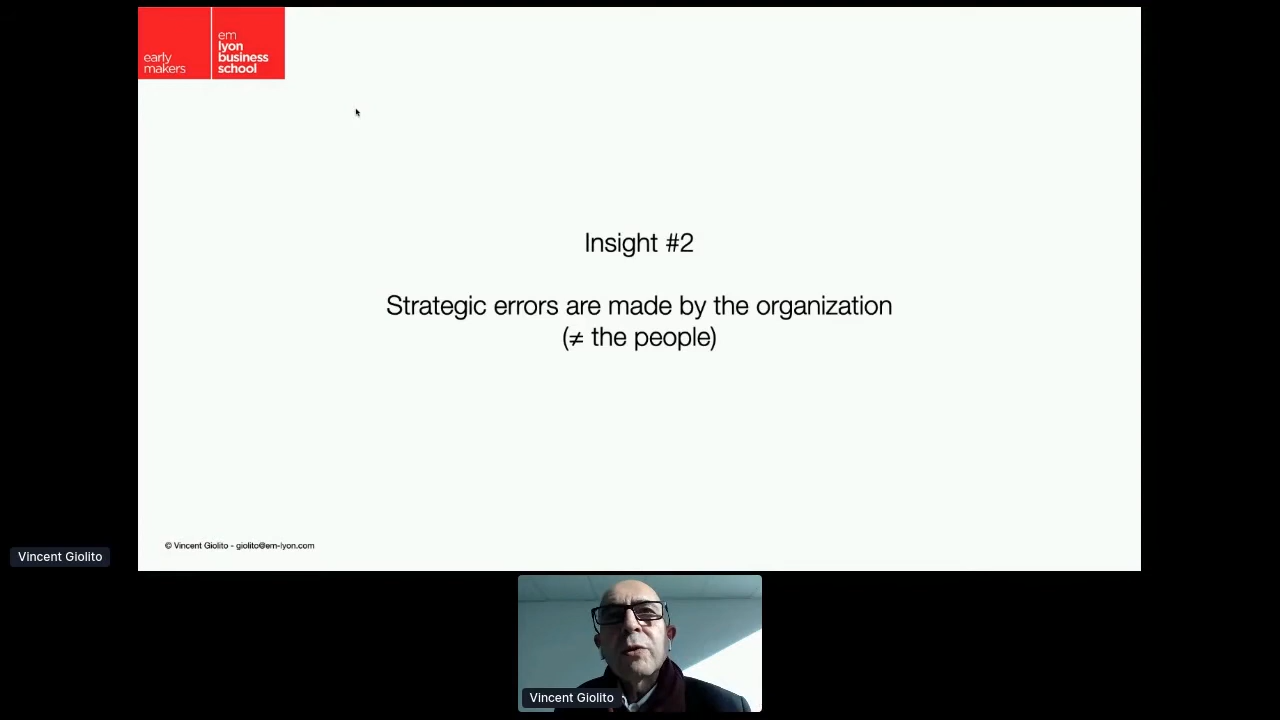 early
makers
em
lyon
business
school
Insight #2
Strategic errors are made by the organization
(≠ the people)
© Vincent Giolito - giolito@em-lyon.com
Vincent Giolito
Vincent Giolito